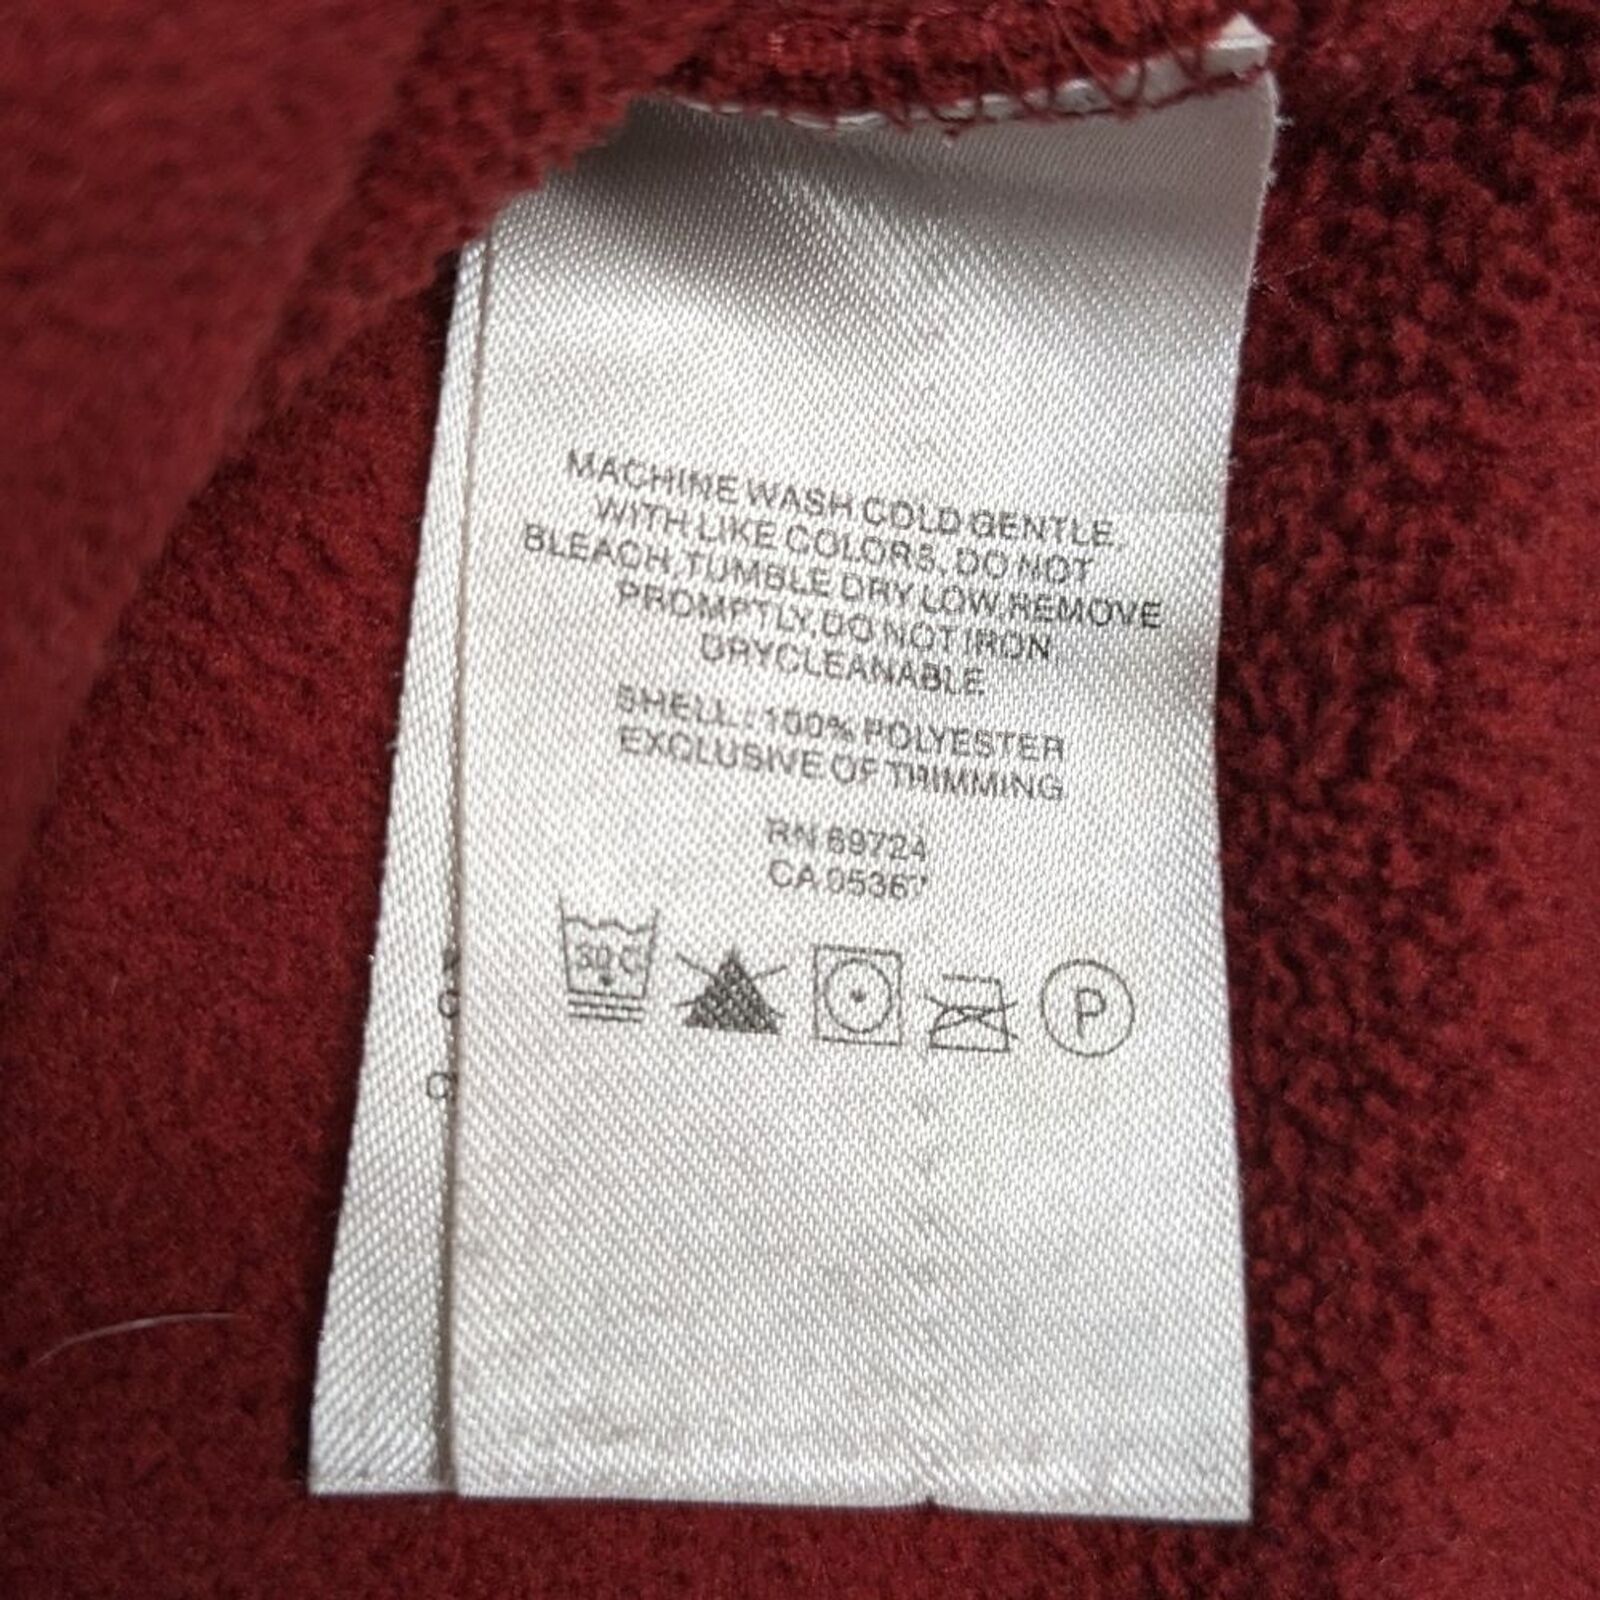 MACHINE WASH COLD GENTLE,
WITH LIKE COLORS, DO NOT
BLEACH, TUMBLE DRY LOW, REMOVE
PROMPTLY, DO NOT IRON,
DRYCLEANABLE
SHELL: 100% POLYESTER
EXCLUSIVE OF TRIMMING
RN 69724
CA 05367
30°C
P
C
C